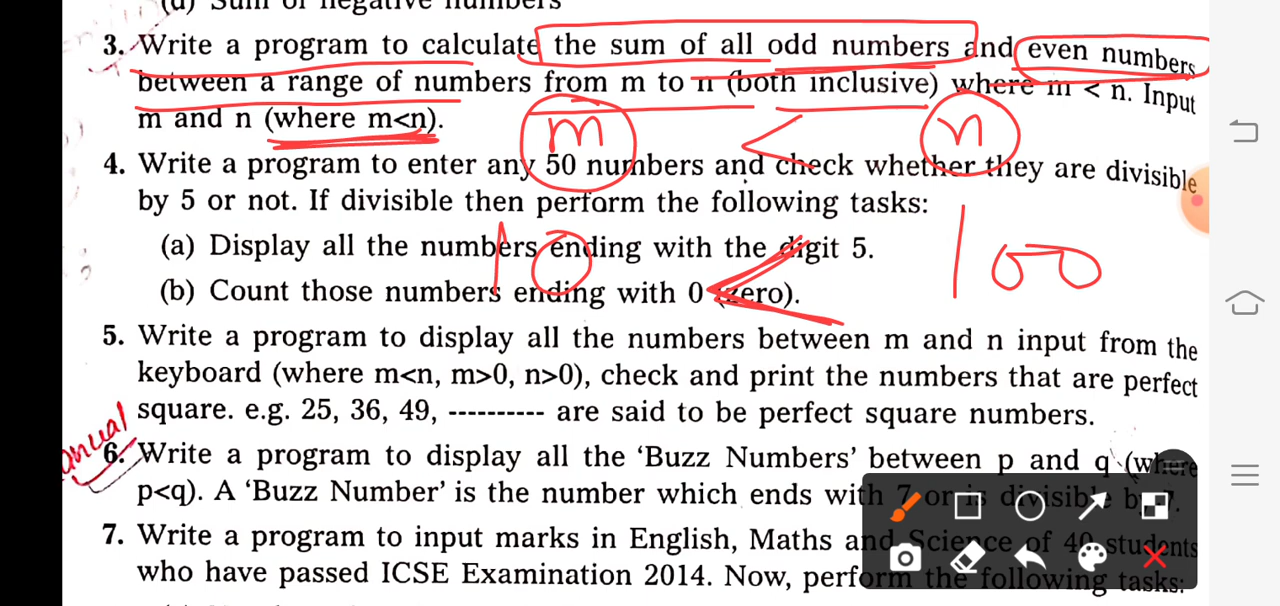 (d) Sum of negative numbers
3. Write a program to calculate the sum of all odd numbers and even numbers
between a range of numbers from m to n (both inclusive) where m < n. Input
m and n (where m<n).
m < n
4. Write a program to enter any 50 numbers and check whether they are divisible
by 5 or not. If divisible then perform the following tasks:
(a) Display all the numbers ending with the digit 5.
10 < 100
(b) Count those numbers ending with 0 (zero).
5. Write a program to display all the numbers between m and n input from the
keyboard (where m<n, m>0, n>0), check and print the numbers that are perfect
square. e.g. 25, 36, 49, ---------- are said to be perfect square numbers.
6. Write a program to display all the 'Buzz Numbers' between p and q (where
p<q). A 'Buzz Number' is the number which ends with 7 or is divisible by 7.
7. Write a program to input marks in English, Maths and Science of 40 students
who have passed ICSE Examination 2014. Now, perform the following tasks: